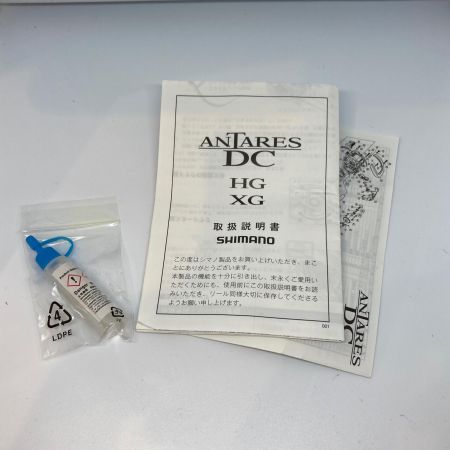 ANTARES
DC
HG
XG
取扱説明書
SHIMANO
この度はシマノ製品をお買い上げいただき、まこ
とにありがとうございます。
本製品の機能を十分に引き出し、末永くご愛用い
ただくためにも、使用前にこの取扱説明書をお読
みいただき、リール同様大切に保存してくださる
ようお願い申し上げます。
001
ANTARES
DC
4
LDPE